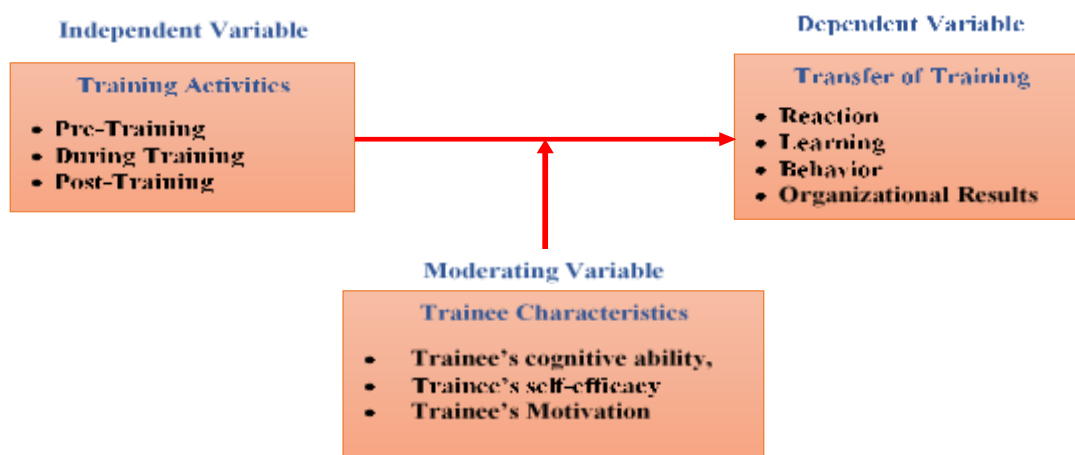 Independent Variable
Training Activities
• Pre-Training
• During Training
• Post-Training
Dependent Variable
Transfer of Training
• Reaction
• Learning
• Behavior
• Organizational Results
Moderating Variable
Trainee Characteristics
• Trainee’s cognitive ability,
• Trainee’s self-efficacy
• Trainee’s Motivation